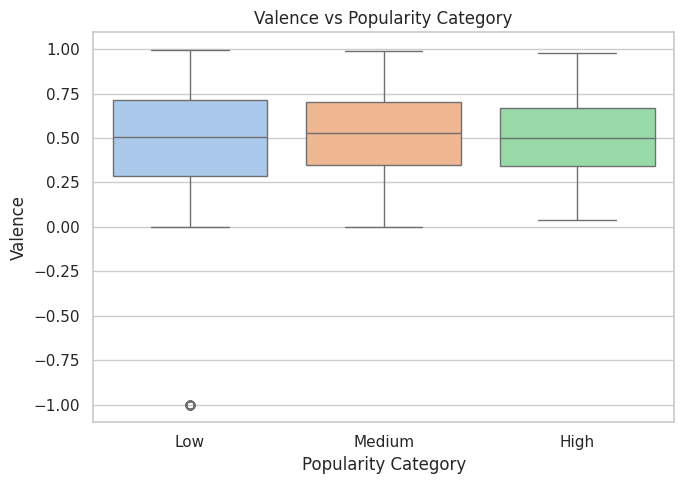 Valence vs Popularity Category
Valence
1.00
0.75
0.50
0.25
0.00
−0.25
−0.50
−0.75
−1.00
Low Medium High
Popularity Category